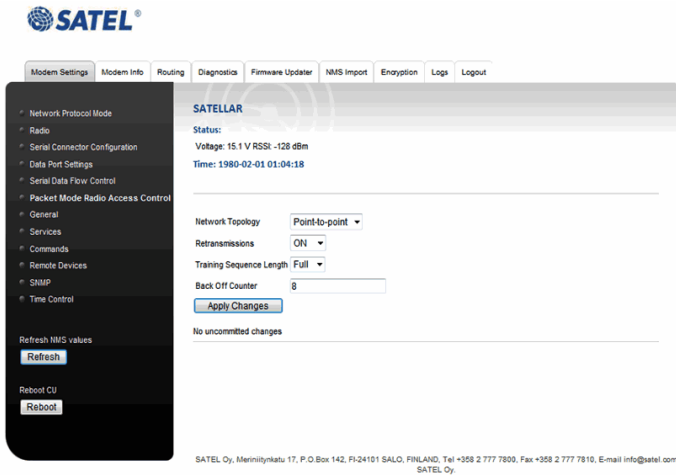 SATEL®
Modem Settings Modem Info Routing Diagnostics Firmware Updater NMS Import Encryption Logs Logout
Network Protocol Mode
Radio
Serial Connector Configuration
Data Port Settings
Serial Data Flow Control
Packet Mode Radio Access Control
General
Services
Commands
Remote Devices
SNMP
Time Control
Refresh NMS values
Refresh
Reboot CU
Reboot
SATELLAR
Status:
Voltage: 15.1 V RSSI: -128 dBm
Time: 1980-02-01 01:04:18
Network Topology Point-to-point
Retransmissions ON
Training Sequence Length Full
Back Off Counter 8
Apply Changes
No uncommitted changes
SATEL Oy, Meriniitynkatu 17, P.O.Box 142, FI-24101 SALO, FINLAND, Tel +358 2 777 7800, Fax +358 2 777 7810, E-mail info@satel.com
SATEL Oy.